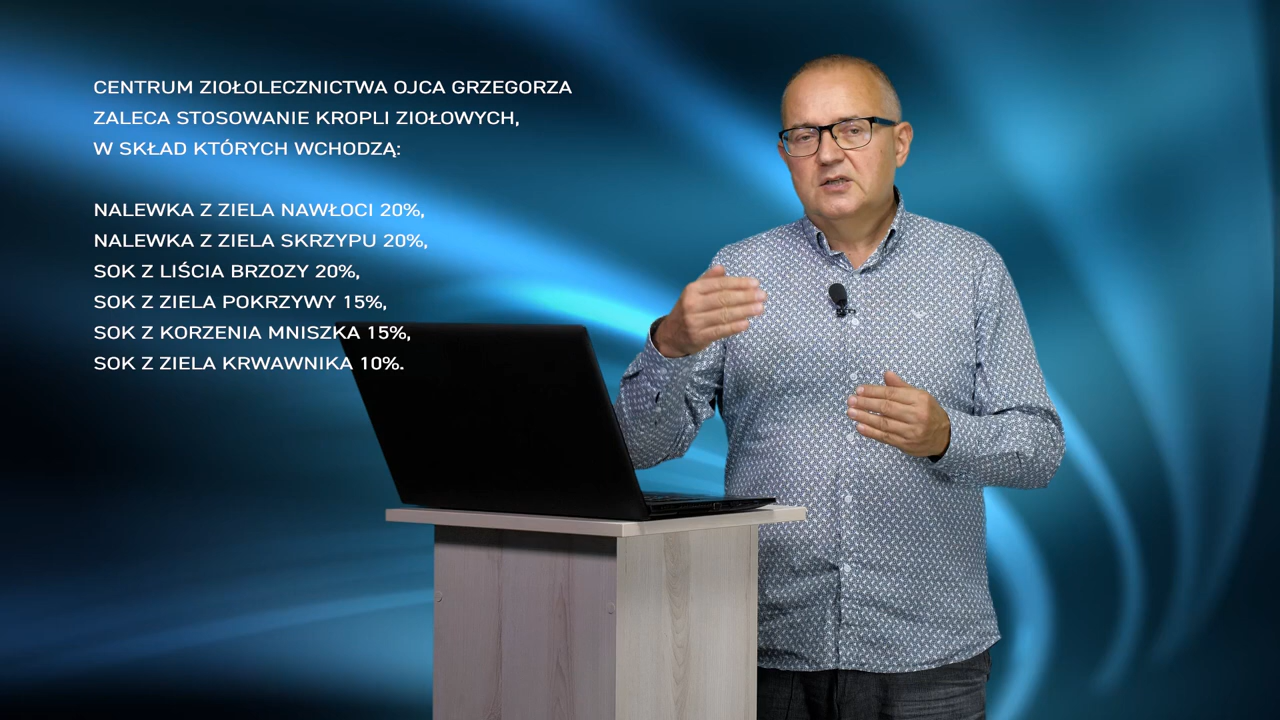 CENTRUM ZIOŁOLECZNICTWA OJCA GRZEGORZA
ZALECA STOSOWANIE KROPLI ZIOŁOWYCH,
W SKŁAD KTÓRYCH WCHODZĄ:
NALEWKA Z ZIELA NAWŁOCI 20%,
NALEWKA Z ZIELA SKRZYPU 20%,
SOK Z LIŚCIA BRZOZY 20%,
SOK Z ZIELA POKRZYWY 15%,
SOK Z KORZENIA MNISZKA 15%,
SOK Z ZIELA KRWAWNIKA 10%.